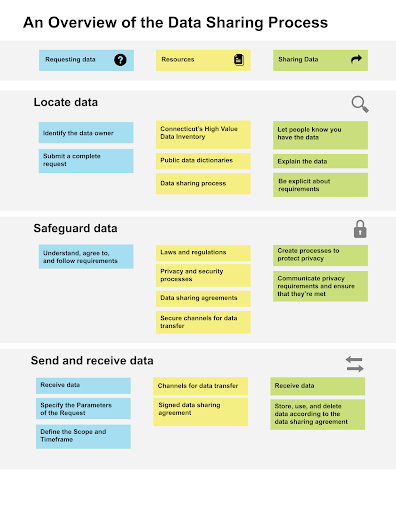 An Overview of the Data Sharing Process
Requesting data
Resources
Sharing Data
Locate data
Identify the data owner
Submit a complete
request
Connecticut's High Value
Data Inventory
Public data dictionaries
Data sharing process
Let people know you
have the data
Explain the data
Be explicit about
requirements
Safeguard data
Understand, agree to,
and follow requirements
Laws and regulations
Privacy and security
processes
Data sharing agreements
Secure channels for data
transfer
Create processes to
protect privacy
Communicate privacy
requirements and ensure
that they're met
Send and receive data
Receive data
Specify the Parameters
of the Request
Define the Scope and
Timeframe
Channels for data transfer
Signed data sharing
agreement
Receive data
Store, use, and delete
data according to the
data sharing agreement